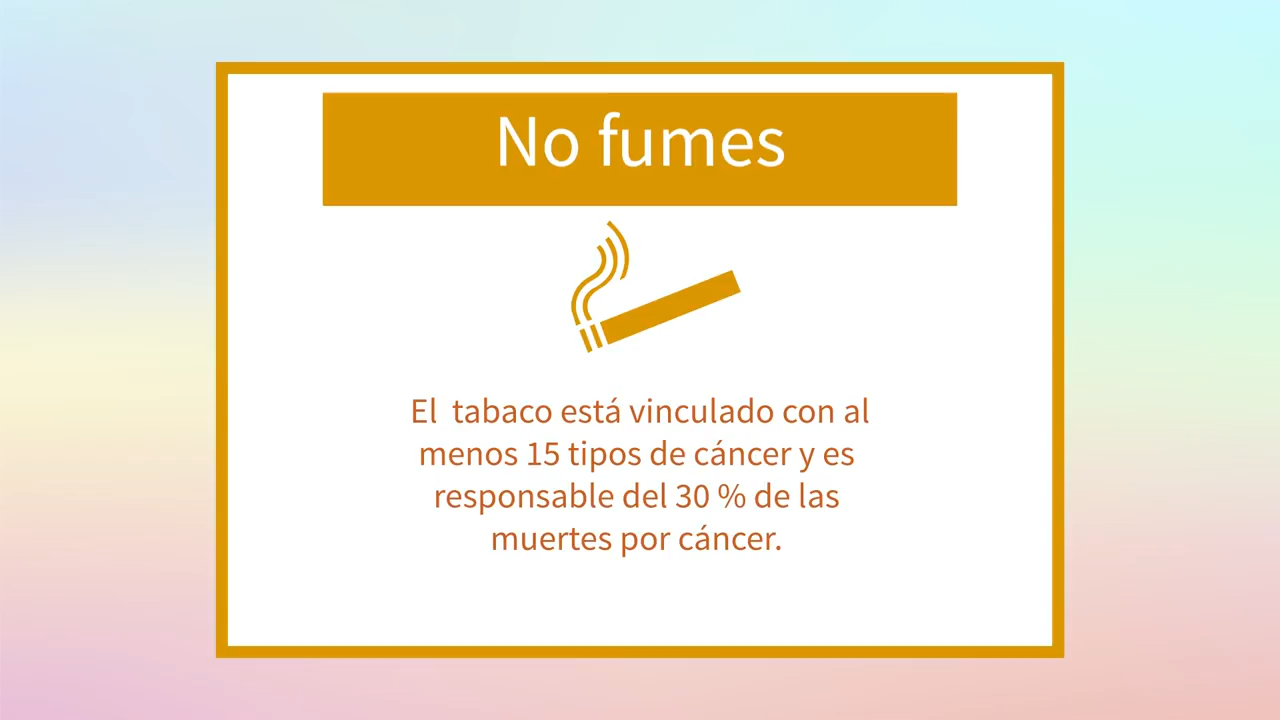 No fumes
El  tabaco está vinculado con al
menos 15 tipos de cáncer y es
responsable del 30 % de las
muertes por cáncer.